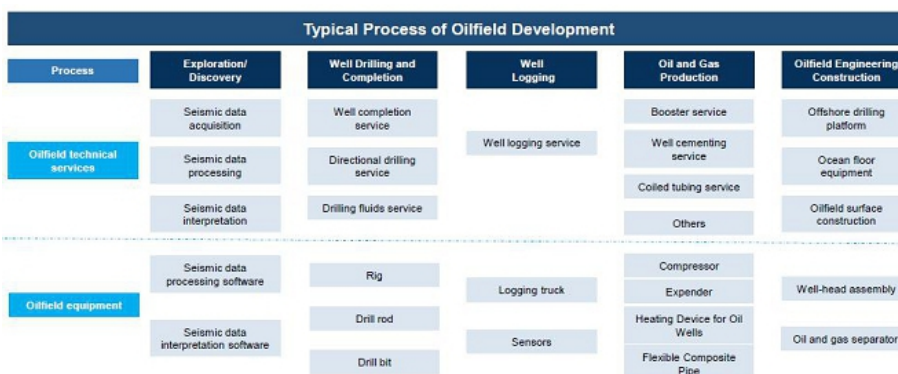 Typical Process of Oilfield Development
Process
Exploration/
Discovery
Well Drilling and
Completion
Well
Logging
Oil and Gas
Production
Oilfield Engineering
Construction
Oilfield technical
services
Seismic data
acquisition
Seismic data
processing
Seismic data
interpretation
Well completion
service
Directional drilling
service
Drilling fluids service
Well logging service
Booster service
Well cementing
service
Coiled tubing service
Others
Offshore drilling
platform
Ocean floor
equipment
Oilfield surface
construction
Oilfield equipment
Seismic data
processing software
Seismic data
interpretation software
Rig
Drill rod
Drill bit
Logging truck
Sensors
Compressor
Expender
Heating Device for Oil
Wells
Flexible Composite
Pipe
Well-head assembly
Oil and gas separator